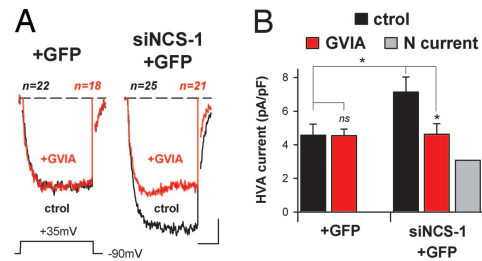 A
+GFP
siNCS-1
+GFP
n=22
n=18
n=25
n=21
+GVIA
ctrol
+GVIA
ctrol
+35mV
-90mV
B
ctrol
GVIA
N current
HVA current (pA/pF)
8
6
4
2
0
*
ns
*
+GFP
siNCS-1
+GFP